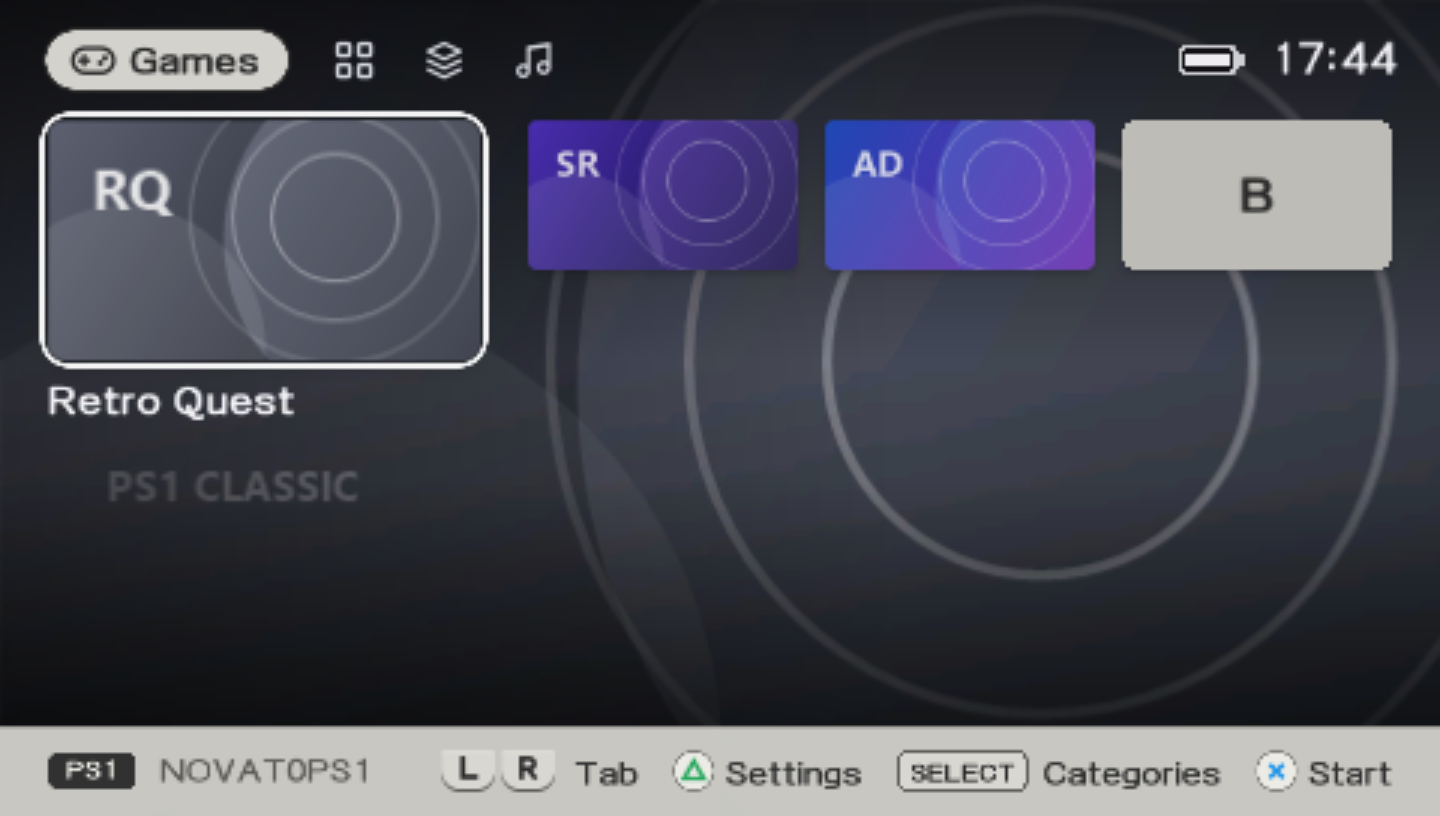 Games
17:44
RQ
SR
AD
B
Retro Quest
PS1 CLASSIC
PS1 NOVAT0PS1 L R Tab Settings SELECT Categories Start